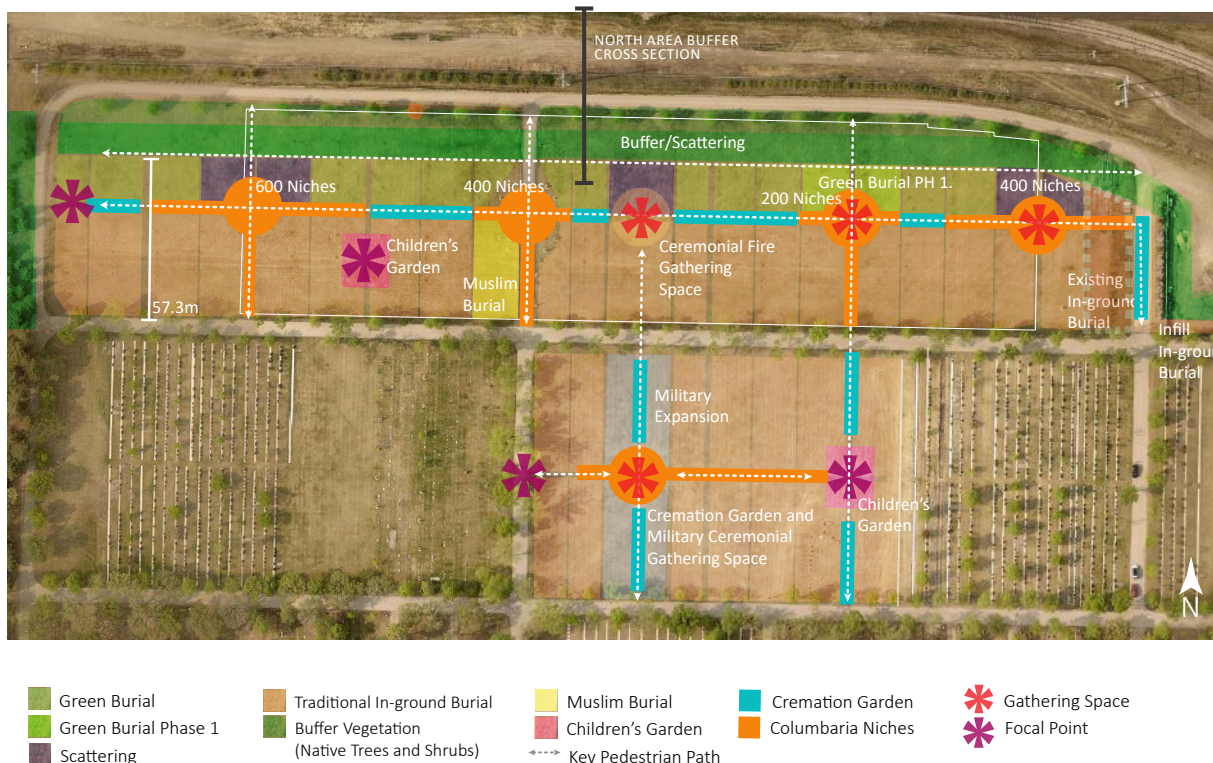 NORTH AREA BUFFER
CROSS SECTION
Buffer/Scattering
600 Niches
400 Niches
Green Burial PH 1.
200 Niches
400 Niches
Children's
Garden
Ceremonial Fire
Gathering
Space
Muslim
Burial
Existing
In-ground
Burial
57.3m
Infill
In-grou
Burial
Military
Expansion
Cremation Garden and
Military Ceremonial
Gathering Space
Children's
Garden
N
Green Burial
Green Burial Phase 1
Scattering
Traditional In-ground Burial
Buffer Vegetation
(Native Trees and Shrubs)
Muslim Burial
Children's Garden
Key Pedestrian Path
Cremation Garden
Columbaria Niches
Gathering Space
Focal Point